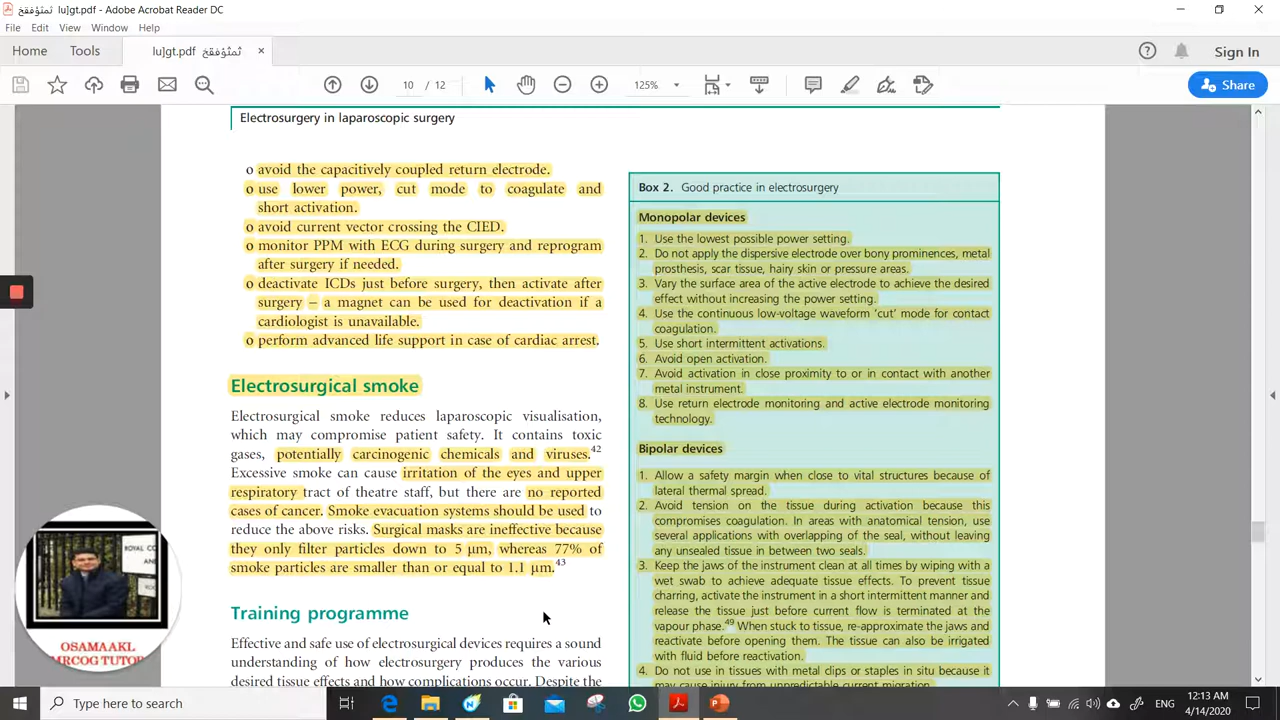 ثمثؤفقخ lu]gt.pdf - Adobe Acrobat Reader DC
File Edit View Window Help
Home Tools lu]gt.pdf ثمثؤفقخ × Sign In
10 / 12 125% Share
Electrosurgery in laparoscopic surgery
o avoid the capacitively coupled return electrode.
o use lower power, cut mode to coagulate and
short activation.
o avoid current vector crossing the CIED.
o monitor PPM with ECG during surgery and reprogram
after surgery if needed.
o deactivate ICDs just before surgery, then activate after
surgery – a magnet can be used for deactivation if a
cardiologist is unavailable.
o perform advanced life support in case of cardiac arrest.
Electrosurgical smoke
Electrosurgical smoke reduces laparoscopic visualisation,
which may compromise patient safety. It contains toxic
gases, potentially carcinogenic chemicals and viruses.42
Excessive smoke can cause irritation of the eyes and upper
respiratory tract of theatre staff, but there are no reported
cases of cancer. Smoke evacuation systems should be used to
reduce the above risks. Surgical masks are ineffective because
they only filter particles down to 5 μm, whereas 77% of
smoke particles are smaller than or equal to 1.1 μm.43
Training programme
Effective and safe use of electrosurgical devices requires a sound
understanding of how electrosurgery produces the various
desired tissue effects and how complications occur. Despite the
Box 2. Good practice in electrosurgery
Monopolar devices
1. Use the lowest possible power setting.
2. Do not apply the dispersive electrode over bony prominences, metal
prosthesis, scar tissue, hairy skin or pressure areas.
3. Vary the surface area of the active electrode to achieve the desired
effect without increasing the power setting.
4. Use the continuous low-voltage waveform ‘cut’ mode for contact
coagulation.
5. Use short intermittent activations.
6. Avoid open activation.
7. Avoid activation in close proximity to or in contact with another
metal instrument.
8. Use return electrode monitoring and active electrode monitoring
technology.
Bipolar devices
1. Allow a safety margin when close to vital structures because of
lateral thermal spread.
2. Avoid tension on the tissue during activation because this
compromises coagulation. In areas with anatomical tension, use
several applications with overlapping of the seal, without leaving
any unsealed tissue in between two seals.
3. Keep the jaws of the instrument clean at all times by wiping with a
wet swab to achieve adequate tissue effects. To prevent tissue
charring, activate the instrument in a short intermittent manner and
release the tissue just before current flow is terminated at the
vapour phase.49 When stuck to tissue, re-approximate the jaws and
reactivate before opening them. The tissue can also be irrigated
with fluid before reactivation.
4. Do not use in tissues with metal clips or staples in situ because it
may cause injury from unpredictable current migration.
ROYAL CO
AN
OSAMA AKL
MRCOG TUTOR
Type here to search
ENG
12:13 AM
4/14/2020